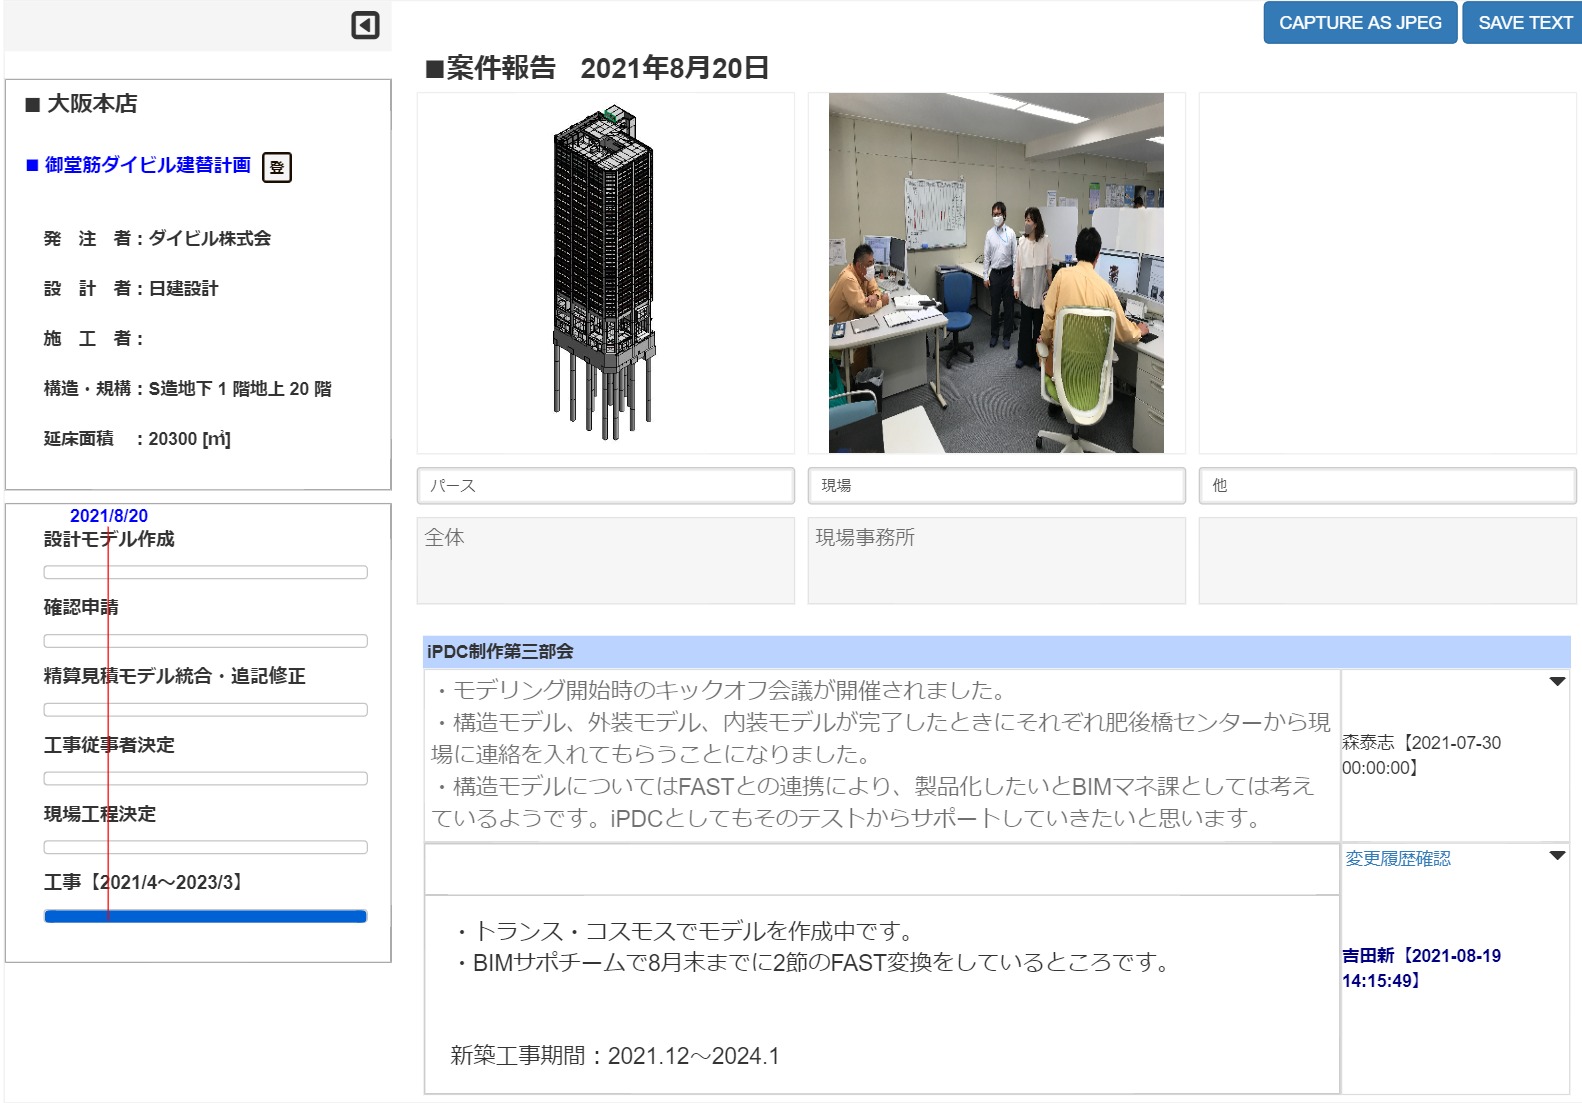 CAPTURE AS JPEG
SAVE TEXT
■ 大阪本店
■ 御堂筋ダイビル建替計画 登
発 注 者：ダイビル株式会
設 計 者：日建設計
施 工 者：
構造・規構：S造地下 1 階地上 20 階
延床面積 ：20300 [㎡]
2021/8/20
設計モデル作成
確認申請
精算見積モデル統合・追記修正
工事従事者決定
現場工程決定
工事【2021/4～2023/3】
■案件報告 2021年8月20日
パース
現場
他
全体
現場事務所
iPDC制作第三部会
・モデリング開始時のキックオフ会議が開催されました。
・構造モデル、外装モデル、内装モデルが完了したときにそれぞれ肥後橋センターから現
場に連絡を入れてもらうことになりました。
・構造モデルについてはFASTとの連携により、製品化したいとBIMマネ課としては考え
ているようです。iPDCとしてもそのテストからサポートしていきたいと思います。
森泰志【2021-07-30
00:00:00】
変更履歴確認
・トランス・コスモスでモデルを作成中です。
・BIMサポチームで8月末までに2節のFAST変換をしているところです。
新築工事期間：2021.12～2024.1
吉田新【2021-08-19
14:15:49】